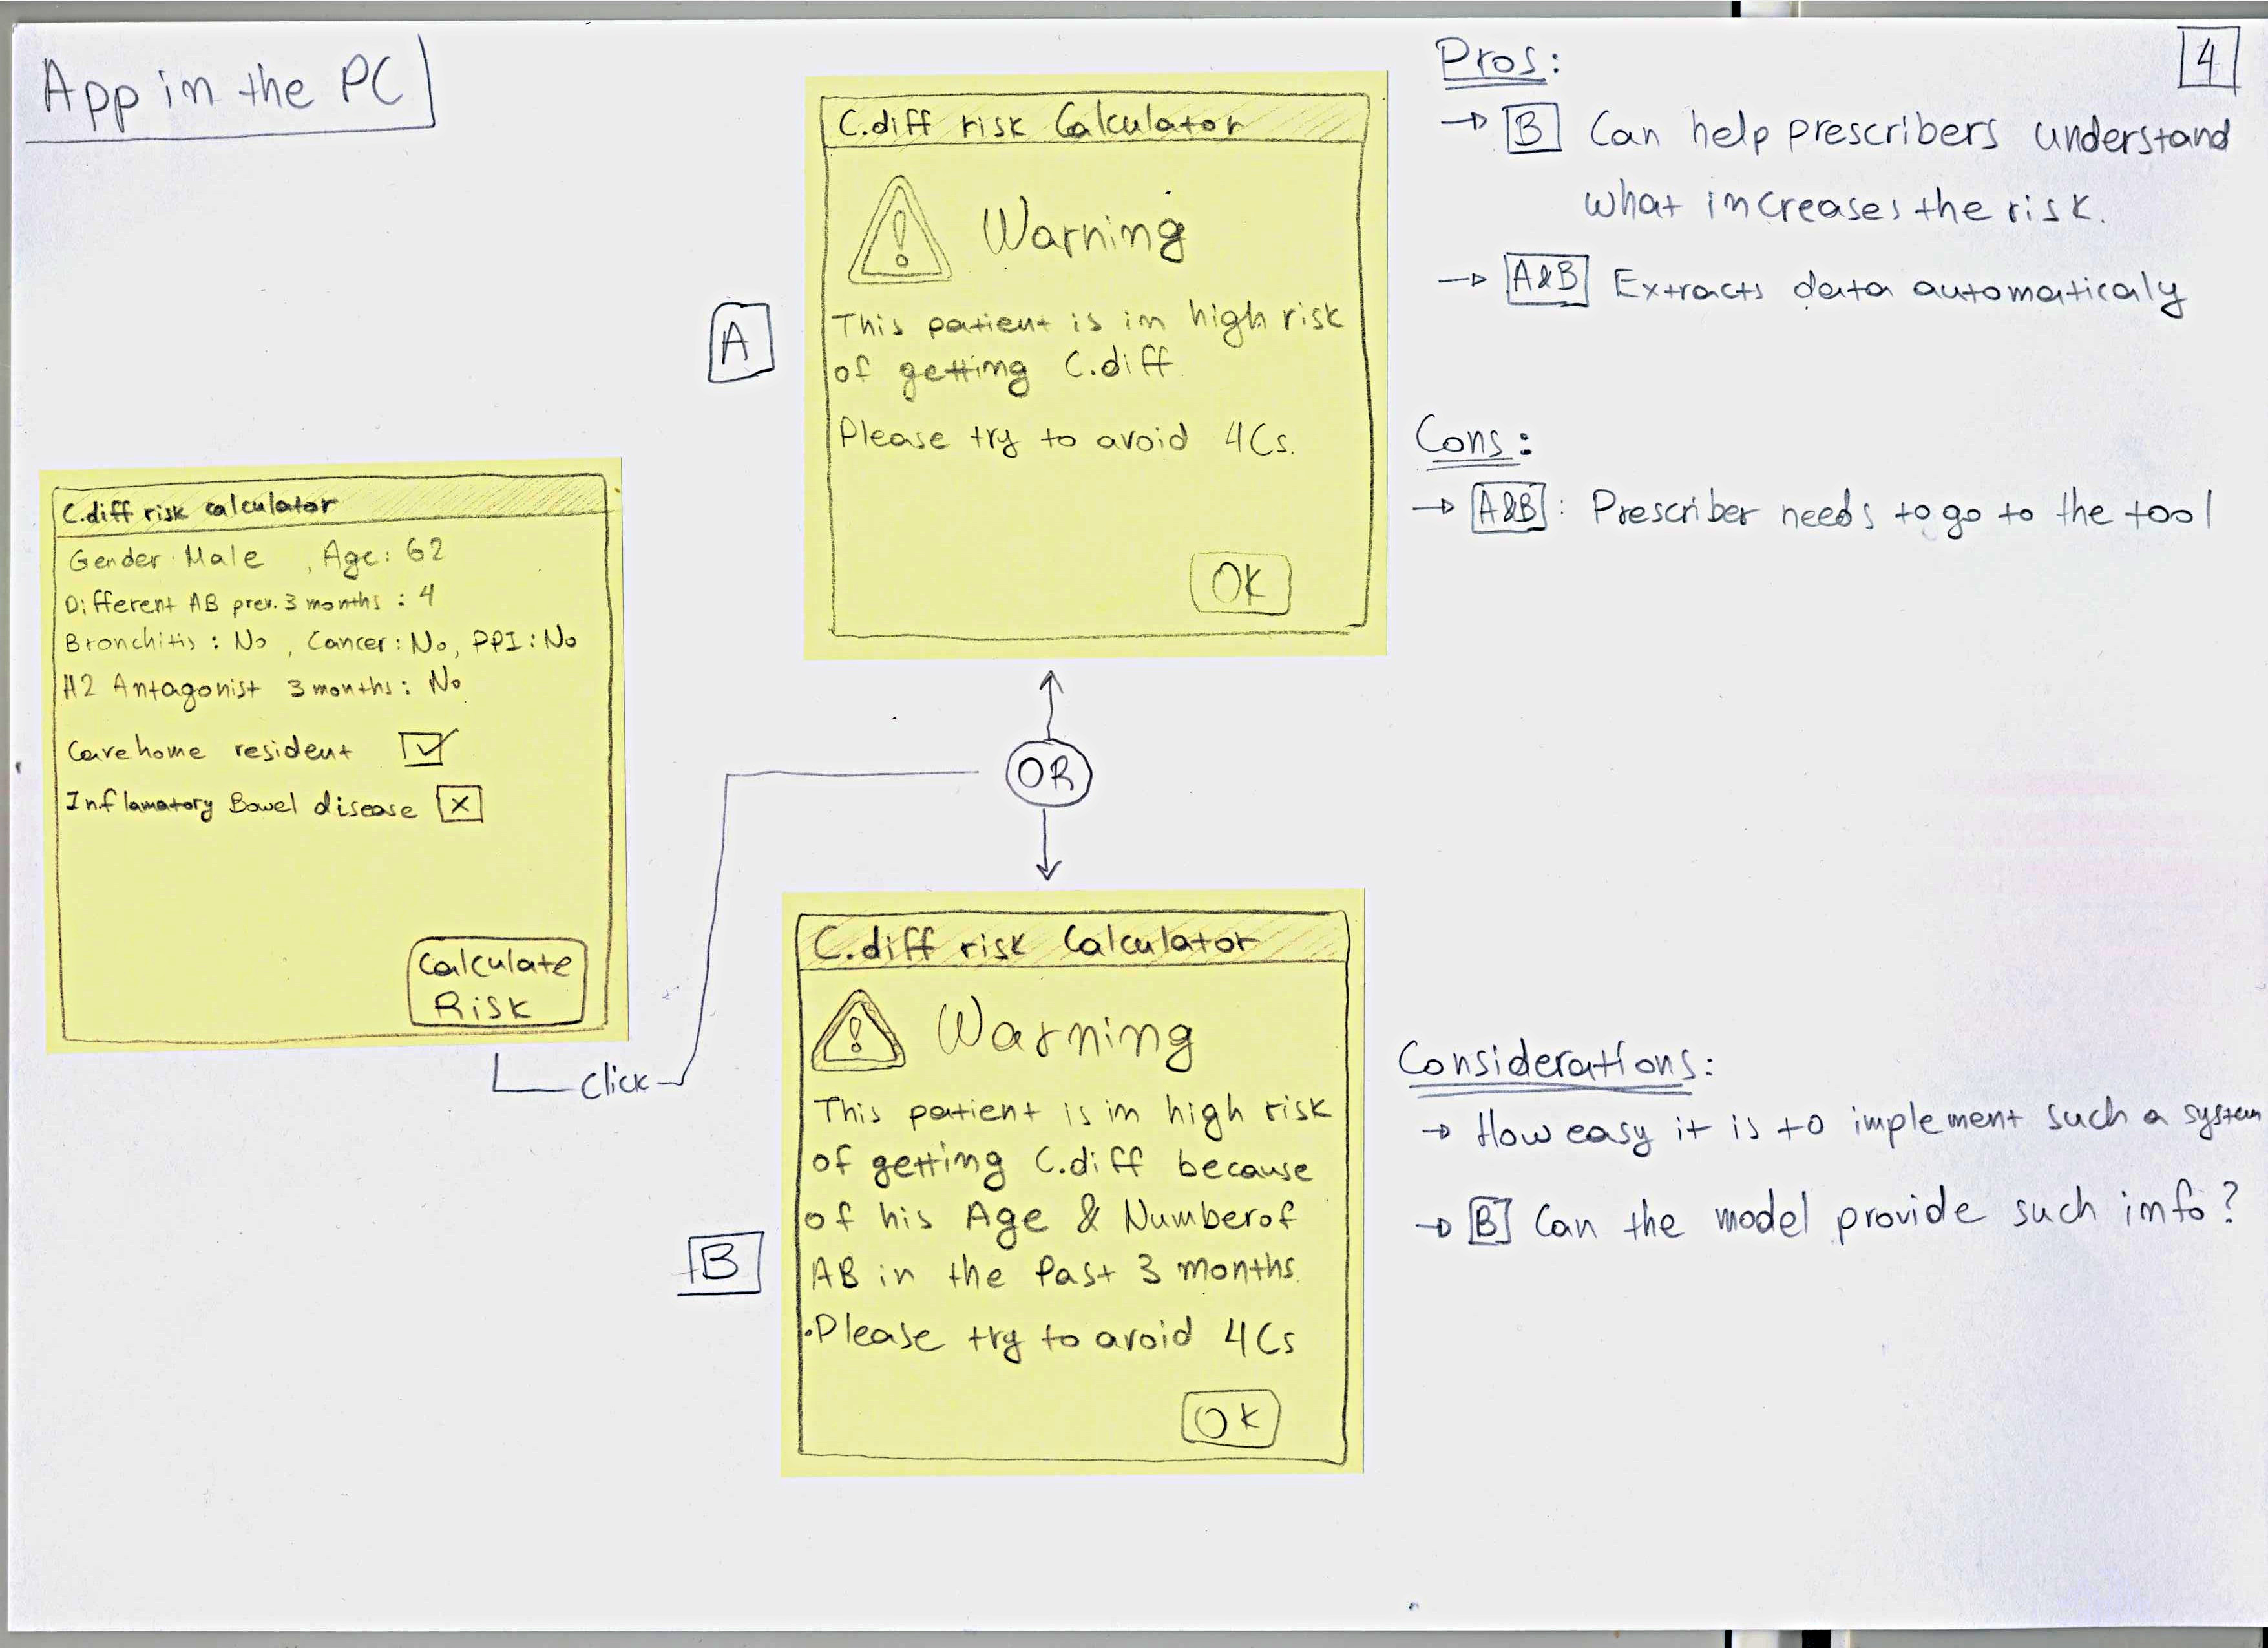 App in the PC
4
C.diff risk calculator
Gender: Male , Age: 62
Different AB prev. 3 months : 4
Bronchitis : No , Cancer: No, PPI: No
H2 Antagonist 3 months: No
Carehome resident
Inflamatory Bowel disease
Calculate
Risk
click
OR
A
C.diff risk Calculator
Warning
This patient is in high risk
of getting C.diff.
Please try to avoid 4Cs.
OK
B
C.diff risk Calculator
Warning
This patient is in high risk
of getting C.diff because
of his Age & Number of
AB in the Past 3 months.
• Please try to avoid 4Cs
OK
Pros:
→ B Can help prescribers understand
what increases the risk.
→ A&B Extracts data automaticaly
Cons:
→ A&B: Prescriber needs to go to the tool
Considerations:
→ How easy it is to implement such a system
→ B Can the model provide such info?